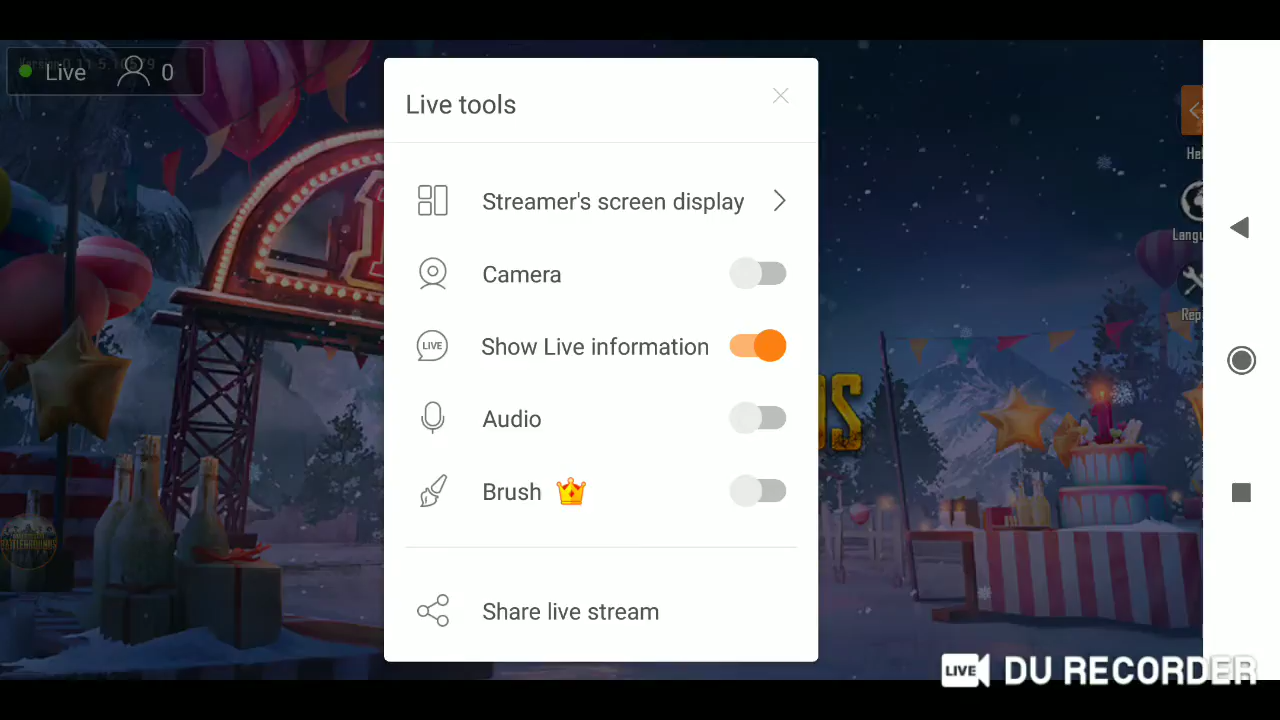 Live 0
Live tools
Streamer's screen display
Camera
LIVE Show Live information
Audio
Brush
Share live stream
LIVE DU RECORDER